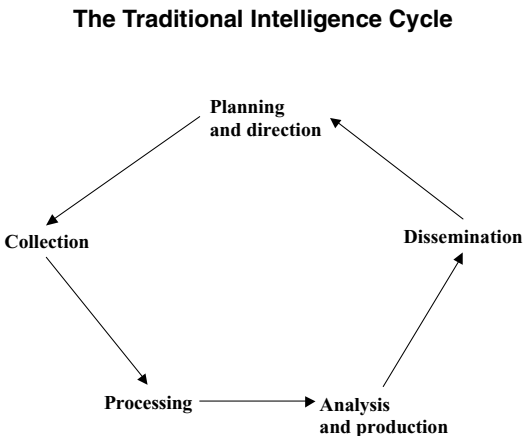 The Traditional Intelligence Cycle
Planning
and direction
Collection
Dissemination
Processing
Analysis
and production